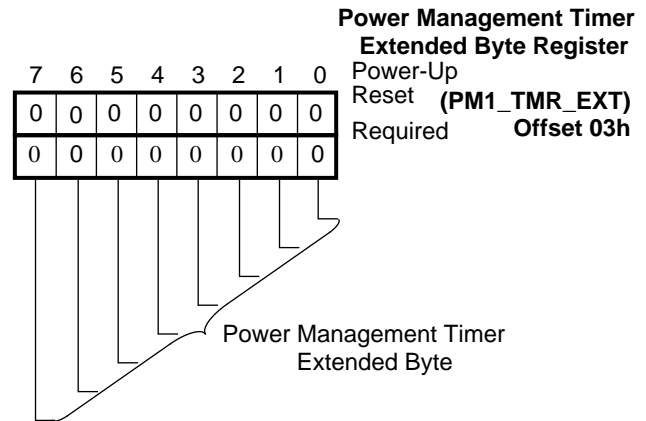 Power Management Timer
Extended Byte Register
7 6 5 4 3 2 1 0
Power-Up
Reset (PM1_TMR_EXT)
0 0 0 0 0 0 0 0
Required Offset 03h
0 0 0 0 0 0 0 0
Power Management Timer
Extended Byte